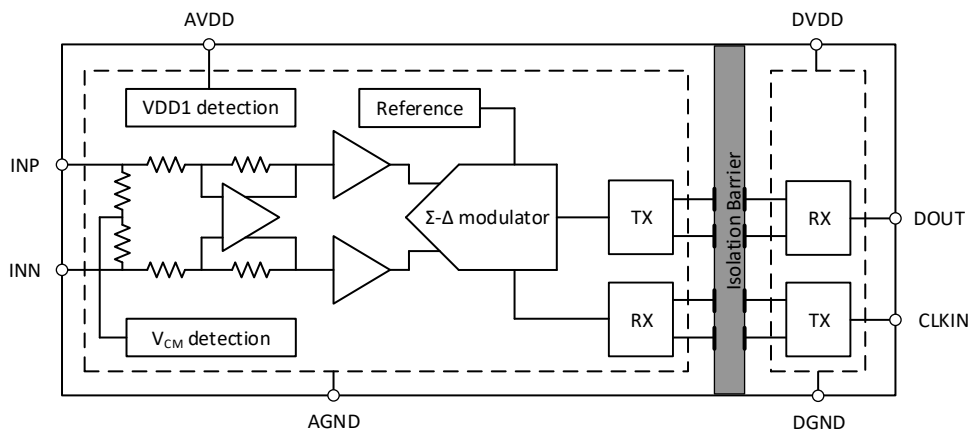 AVDD
DVDD
VDD1 detection
Reference
INP
Σ-Δ modulator
TX
Isolation Barrier
RX
DOUT
INN
RX
TX
CLKIN
VCM detection
AGND
DGND